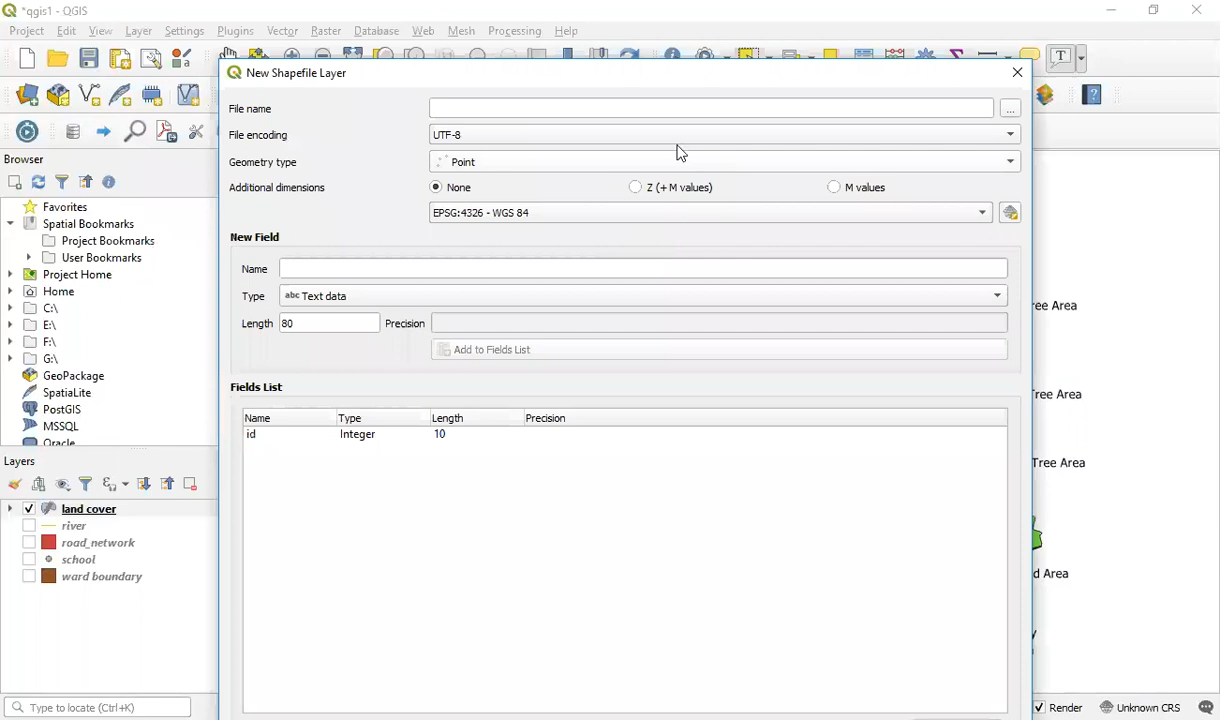 *qgis1 - QGIS
Project Edit View Layer Settings Plugins Vector Raster Database Web Mesh Processing Help
New Shapefile Layer
File name
...
File encoding UTF-8
Geometry type Point
Additional dimensions None Z (+ M values) M values
EPSG:4326 - WGS 84
New Field
Name
Type abc Text data
Length 80 Precision
Add to Fields List
Fields List
Name Type Length Precision
id Integer 10
Browser
Favorites
Spatial Bookmarks
Project Bookmarks
User Bookmarks
Project Home
Home
C:\
E:\
F:\
G:\
GeoPackage
SpatiaLite
PostGIS
MSSQL
Oracle
Layers
land cover
river
road_network
school
ward boundary
ree Area
ree Area
Tree Area
d Area
Type to locate (Ctrl+K)
Render Unknown CRS